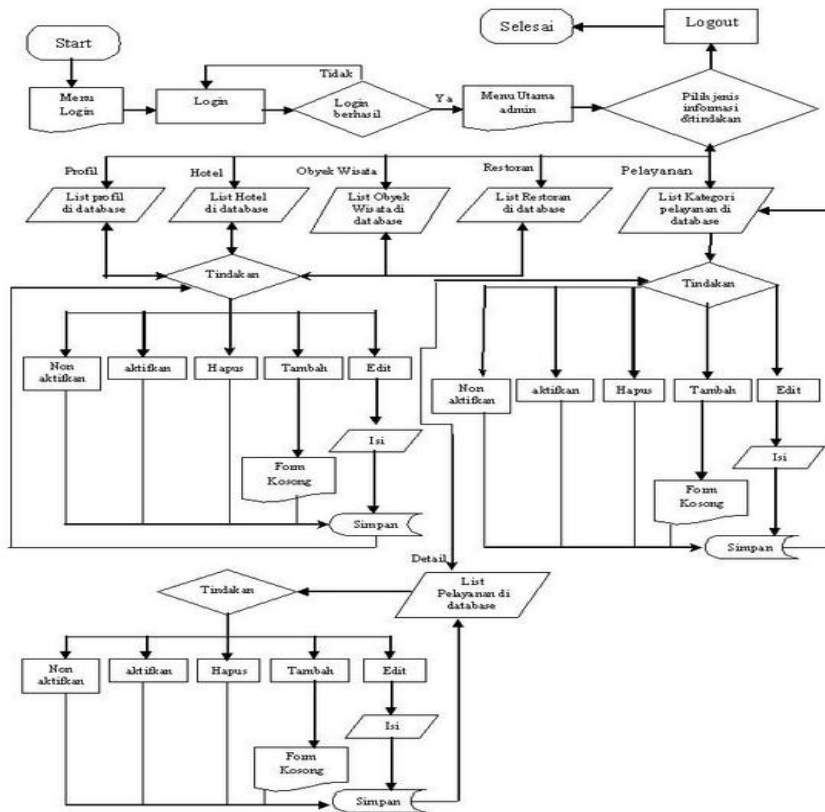 Selesai
Logout
Start
Menu
Login
Login
Tidak
Login
berhasil
Ya
Menu Utama
admin
Pilih jenis
informasi
&tindakan
Profil
Hotel
Obyek Wisata
Restoran
Pelayanan
List profil
di database
List Hotel
di database
List Obyek
Wisata di
database
List Restoran
di database
List Kategori
pelayanan di
database
Tindakan
Tindakan
Non
aktifkan
aktifkan
Hapus
Tambah
Edit
Isi
Form
Kosong
Simpan
Non
aktifkan
aktifkan
Hapus
Tambah
Edit
Isi
Form
Kosong
Simpan
Detail
List
Pelayanan di
database
Tindakan
Non
aktifkan
aktifkan
Hapus
Tambah
Edit
Isi
Form
Kosong
Simpan